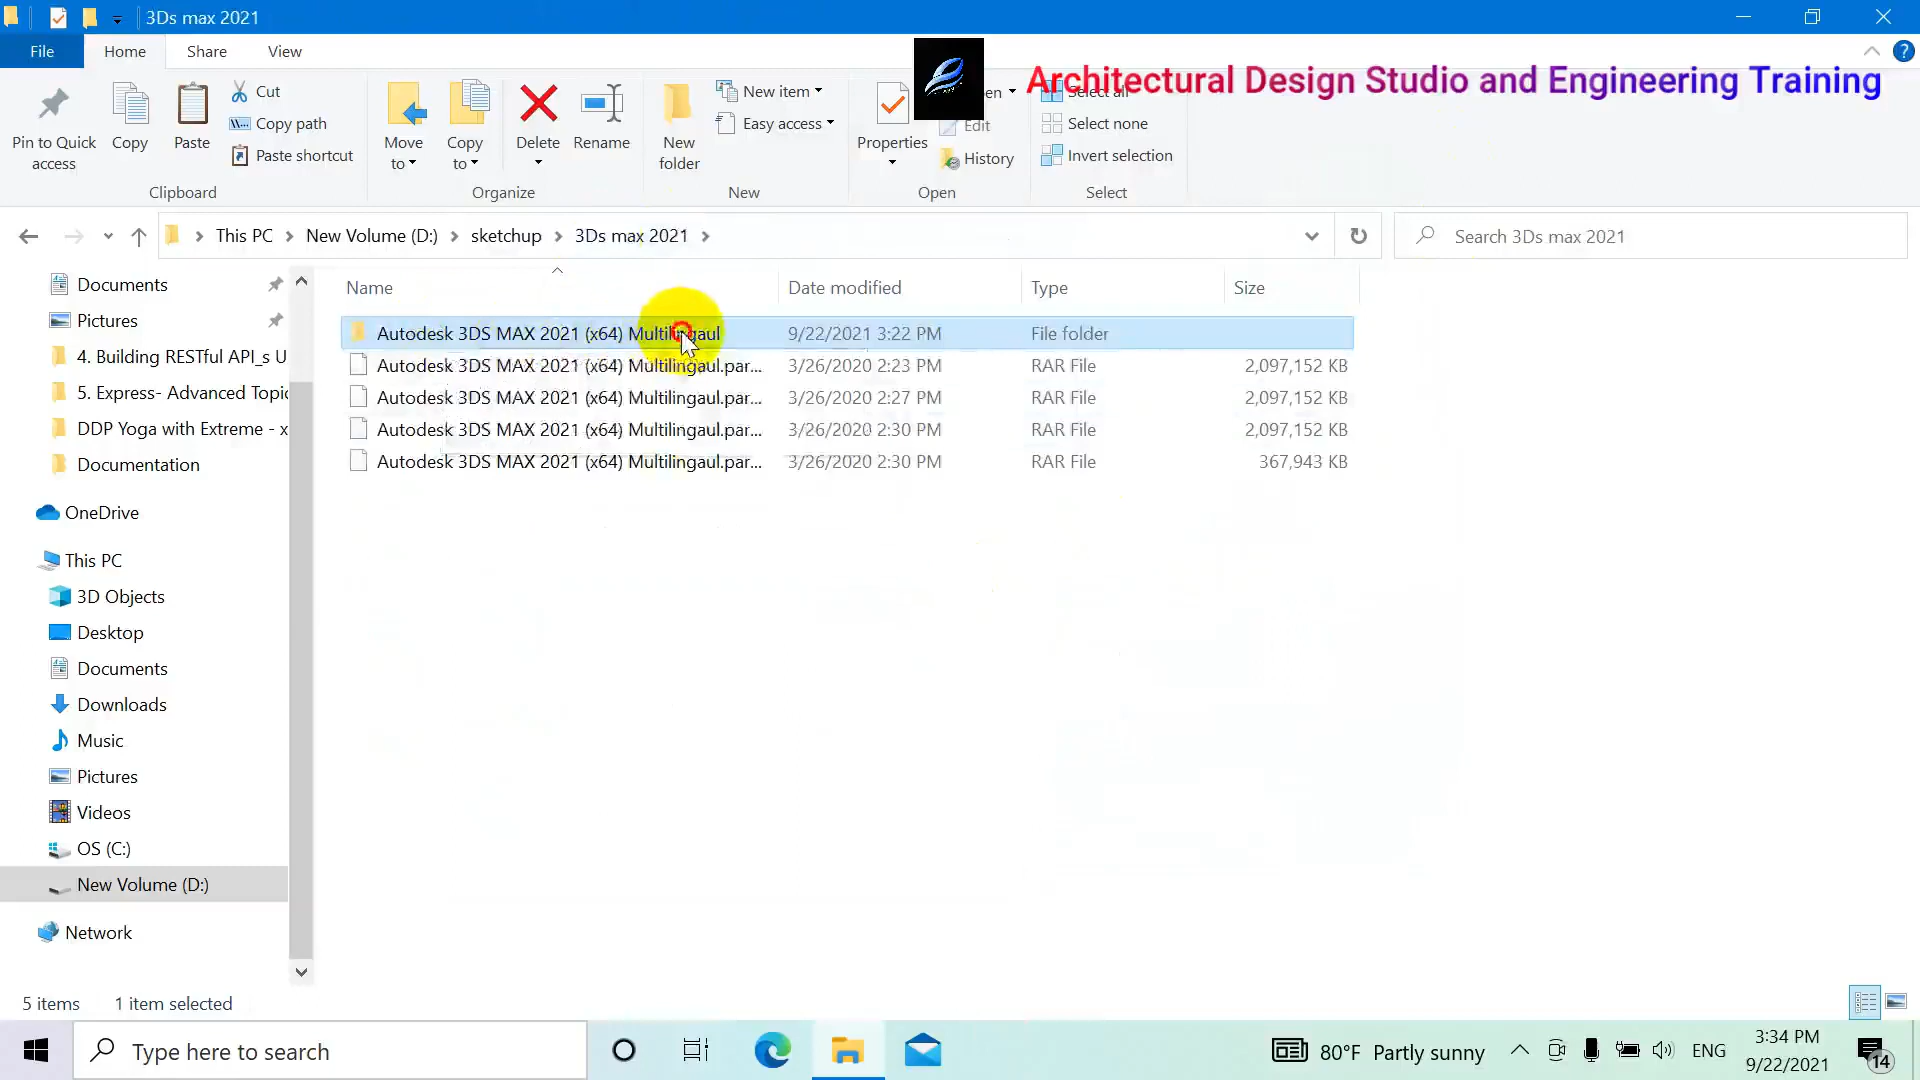 3Ds max 2021
File
Home
Share
View
Architectural Design Studio and Engineering Training
Pin to Quick access
Copy
Paste
Cut
Copy path
Paste shortcut
Clipboard
Move to
Copy to
Delete
Rename
Organize
New folder
New item
Easy access
New
Properties
Edit
History
Open
Select all
Select none
Invert selection
Select
This PC
New Volume (D:)
sketchup
3Ds max 2021
Search 3Ds max 2021
Documents
Pictures
4. Building RESTful API_s U
5. Express- Advanced Topic
DDP Yoga with Extreme - x
Documentation
OneDrive
This PC
3D Objects
Desktop
Documents
Downloads
Music
Pictures
Videos
OS (C:)
New Volume (D:)
Network
Name Date modified Type Size
Autodesk 3DS MAX 2021 (x64) Multilingaul 9/22/2021 3:22 PM File folder
Autodesk 3DS MAX 2021 (x64) Multilingaul.par... 3/26/2020 2:23 PM RAR File 2,097,152 KB
Autodesk 3DS MAX 2021 (x64) Multilingaul.par... 3/26/2020 2:27 PM RAR File 2,097,152 KB
Autodesk 3DS MAX 2021 (x64) Multilingaul.par... 3/26/2020 2:30 PM RAR File 2,097,152 KB
Autodesk 3DS MAX 2021 (x64) Multilingaul.par... 3/26/2020 2:30 PM RAR File 367,943 KB
5 items 1 item selected
Type here to search
80°F Partly sunny
ENG
3:34 PM
9/22/2021
14